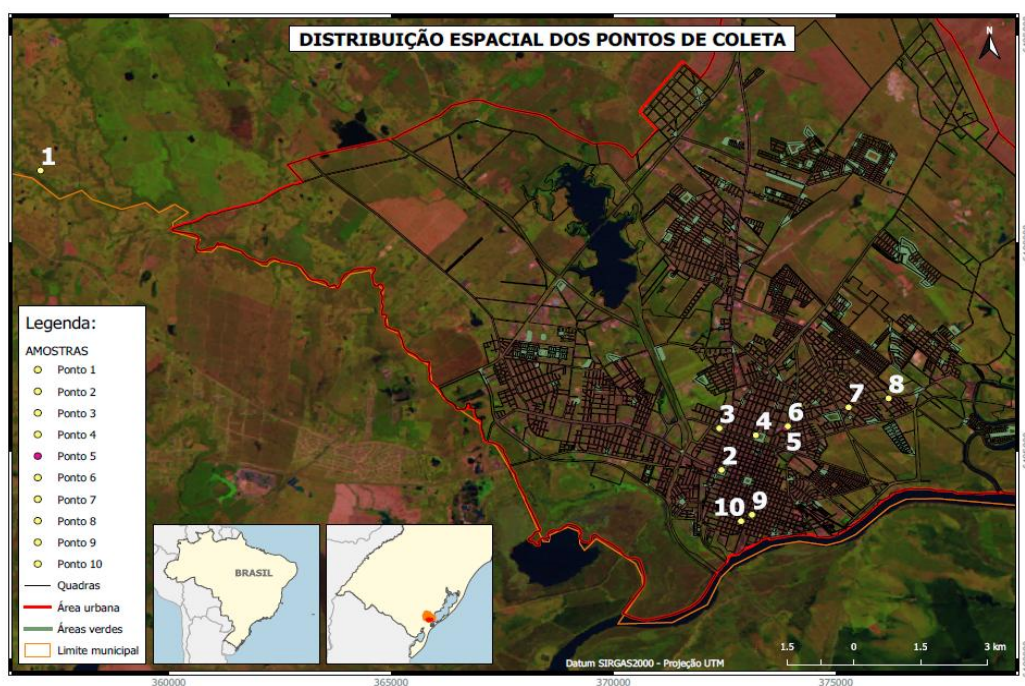 DISTRIBUIÇÃO ESPACIAL DOS PONTOS DE COLETA
N
1
3
4
6
7
8
5
2
10
9
Legenda:
AMOSTRAS
Ponto 1
Ponto 2
Ponto 3
Ponto 4
Ponto 5
Ponto 6
Ponto 7
Ponto 8
Ponto 9
Ponto 10
Quadras
Área urbana
Áreas verdes
Limite municipal
BRASIL
1.5 0 1.5 3 km
Datum SIRGAS2000 - Projeção UTM
360000 365000 370000 375000